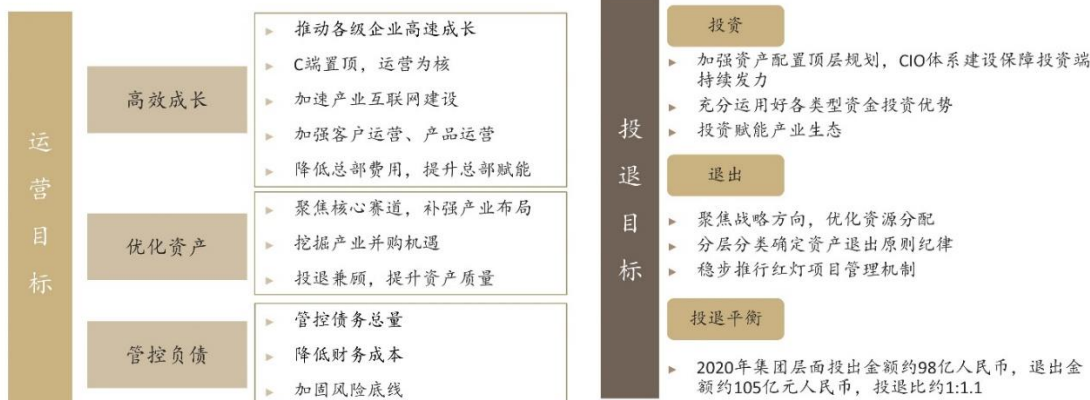 运营目标
高效成长
推动各级企业高速成长
C端置顶，运营为核
加速产业互联网建设
加强客户运营、产品运营
降低总部费用，提升总部赋能
优化资产
聚焦核心赛道，补强产业布局
挖掘产业并购机遇
投退兼顾，提升资产质量
管控负债
管控债务总量
降低财务成本
加固风险底线
投退目标
投资
加强资产配置顶层规划，CIO体系建设保障投资端
持续发力
充分运用好各类型资金投资优势
投资赋能产业生态
退出
聚焦战略方向，优化资源分配
分层分类确定资产退出原则纪律
稳步推行红灯项目管理机制
投退平衡
2020年集团层面投出金额约98亿人民币，退出金
额约105亿元人民币，投退比约1:1.1